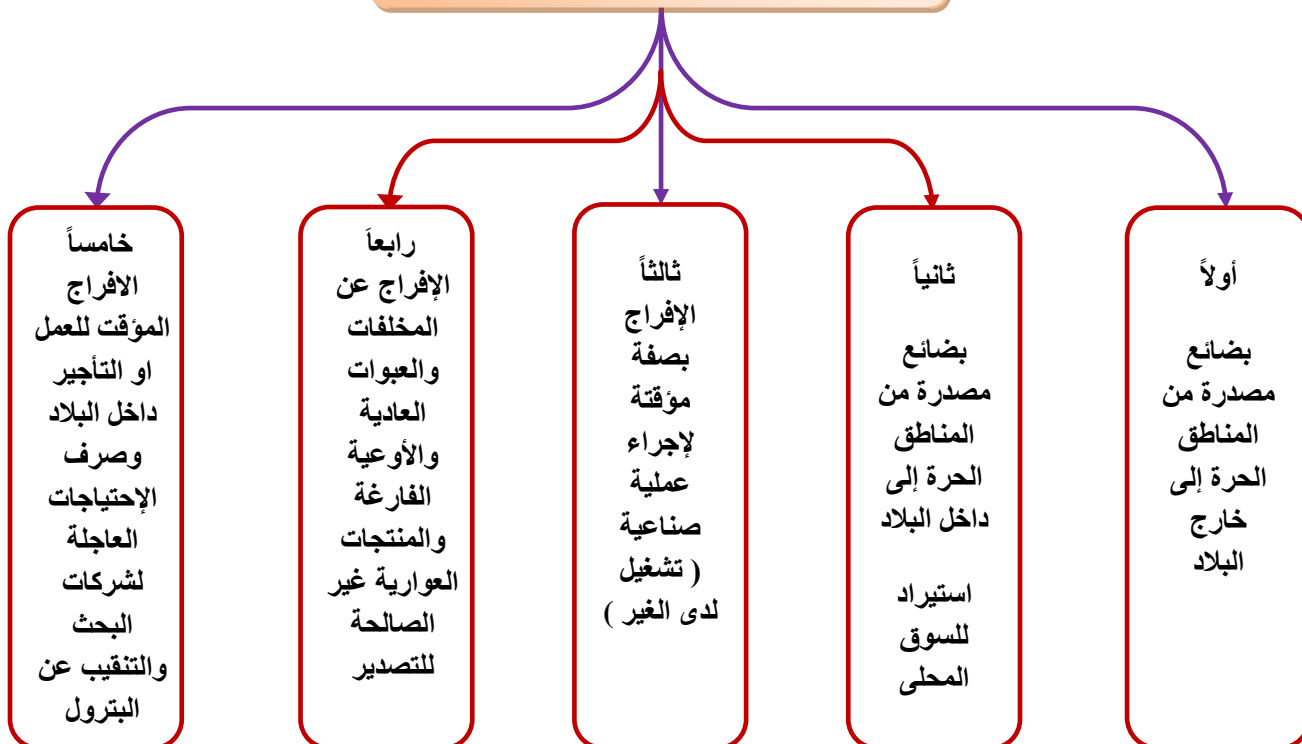 أولاً
بضائع
مصدرة من
المناطق
الحرة إلى
خارج
البلاد
ثانياً
بضائع
مصدرة من
المناطق
الحرة إلى
داخل البلاد
استيراد
للسوق
المحلى
ثالثاً
الإفراج
بصفة
مؤقتة
لإجراء
عملية
صناعية
( تشغيل
لدى الغير )
رابعاً
الإفراج عن
المخلفات
والعبوات
العادية
والأوعية
الفارغة
والمنتجات
العوارية غير
الصالحة
للتصدير
خامساً
الافراج
المؤقت للعمل
او التأجير
داخل البلاد
وصرف
الإحتياجات
العاجلة
لشركات
البحث
والتنقيب عن
البترول